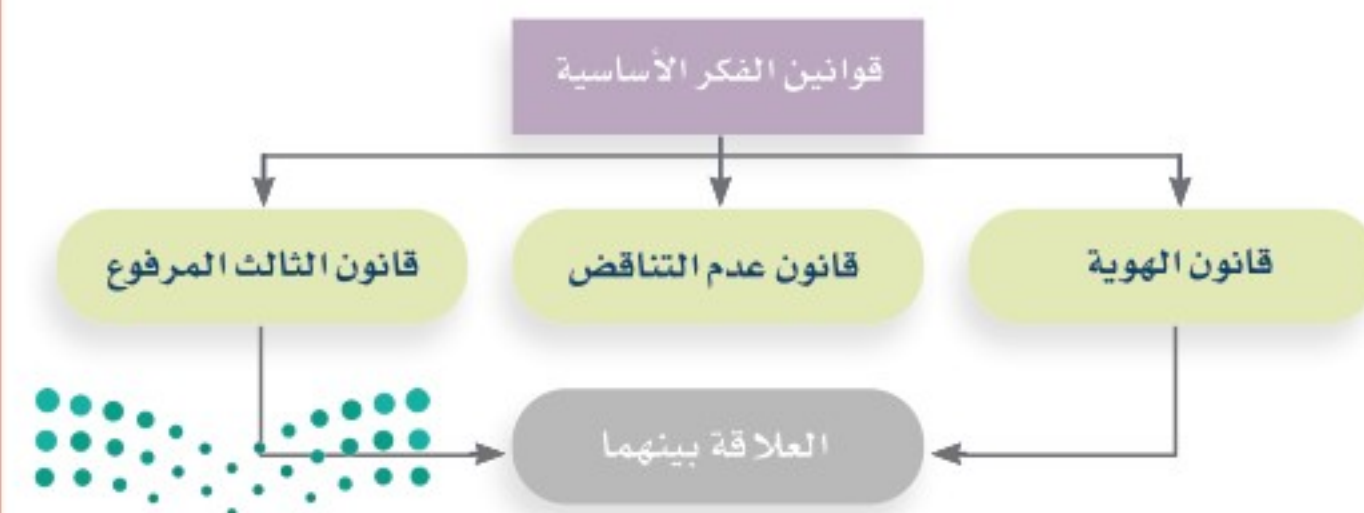 قوانين الفكر الأساسية
قانون الهوية
قانون عدم التناقض
قانون الثالث المرفوع
العلاقة بينهما